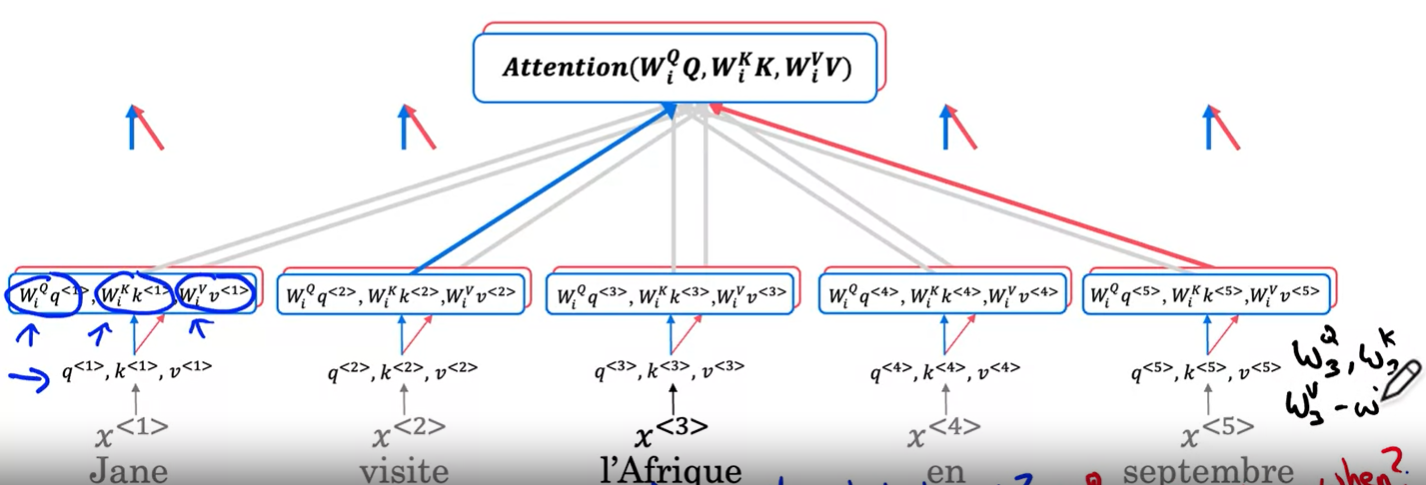 Attention(W_i^Q Q, W_i^K K, W_i^V V)
W_i^Q q^<1>, W_i^K k^<1>, W_i^V v^<1> W_i^Q q^<2>, W_i^K k^<2>, W_i^V v^<2> W_i^Q q^<3>, W_i^K k^<3>, W_i^V v^<3> W_i^Q q^<4>, W_i^K k^<4>, W_i^V v^<4> W_i^Q q^<5>, W_i^K k^<5>, W_i^V v^<5>
q^<1>, k^<1>, v^<1> q^<2>, k^<2>, v^<2> q^<3>, k^<3>, v^<3> q^<4>, k^<4>, v^<4> q^<5>, k^<5>, v^<5> W_3^Q, W_3^K
W_3^V - w
x^<1> x^<2> x^<3> x^<4> x^<5>
Jane visite l'Afrique en septembre When?